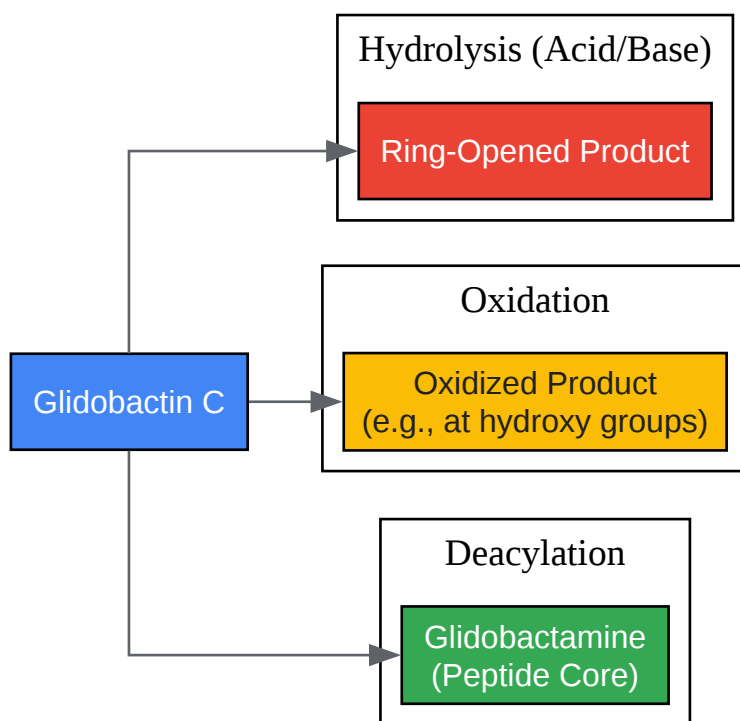 Hydrolysis (Acid/Base)
Ring-Opened Product
Oxidation
Glidobactin C
Oxidized Product
(e.g., at hydroxy groups)
Deacylation
Glidobactamine
(Peptide Core)